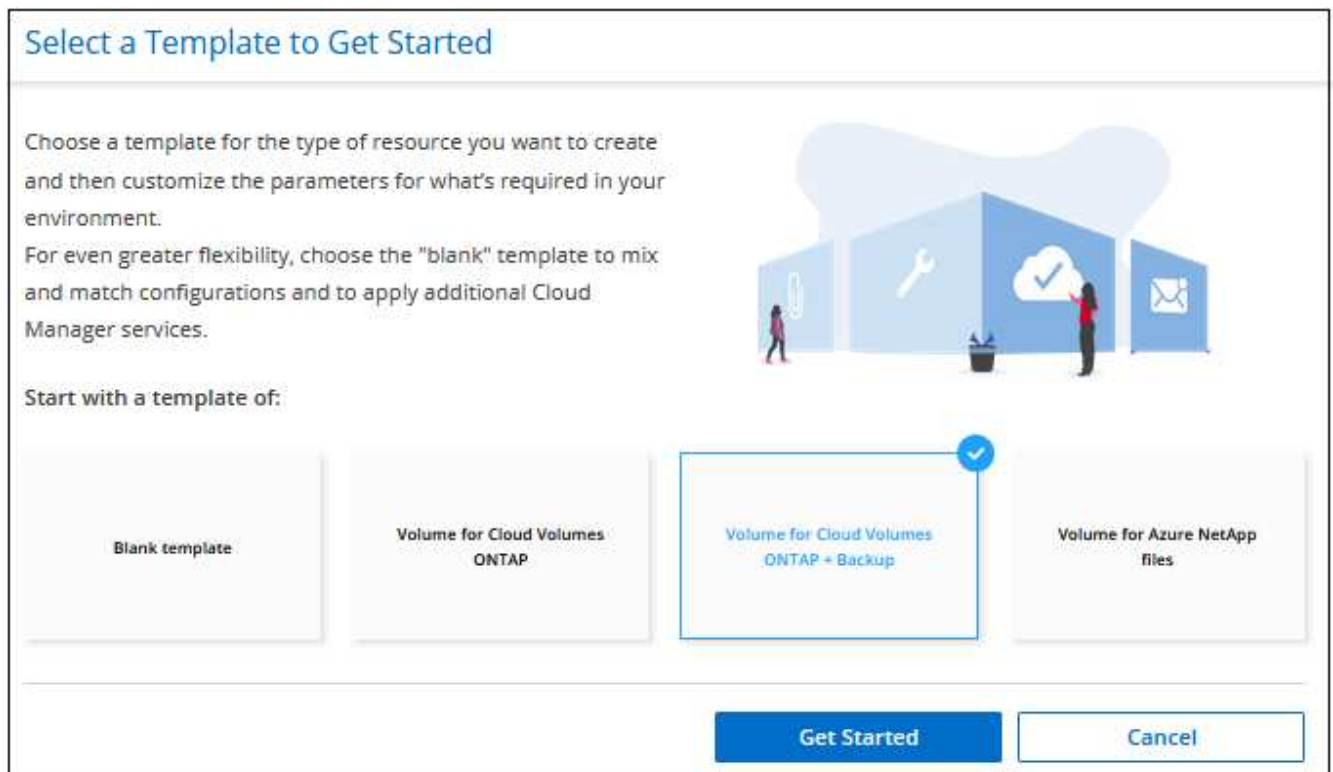 Select a Template to Get Started
Choose a template for the type of resource you want to create
and then customize the parameters for what's required in your
environment.
For even greater flexibility, choose the "blank" template to mix
and match configurations and to apply additional Cloud
Manager services.
Start with a template of:
Blank template
Volume for Cloud Volumes
ONTAP
Volume for Cloud Volumes
ONTAP + Backup
Volume for Azure NetApp
files
Get Started
Cancel